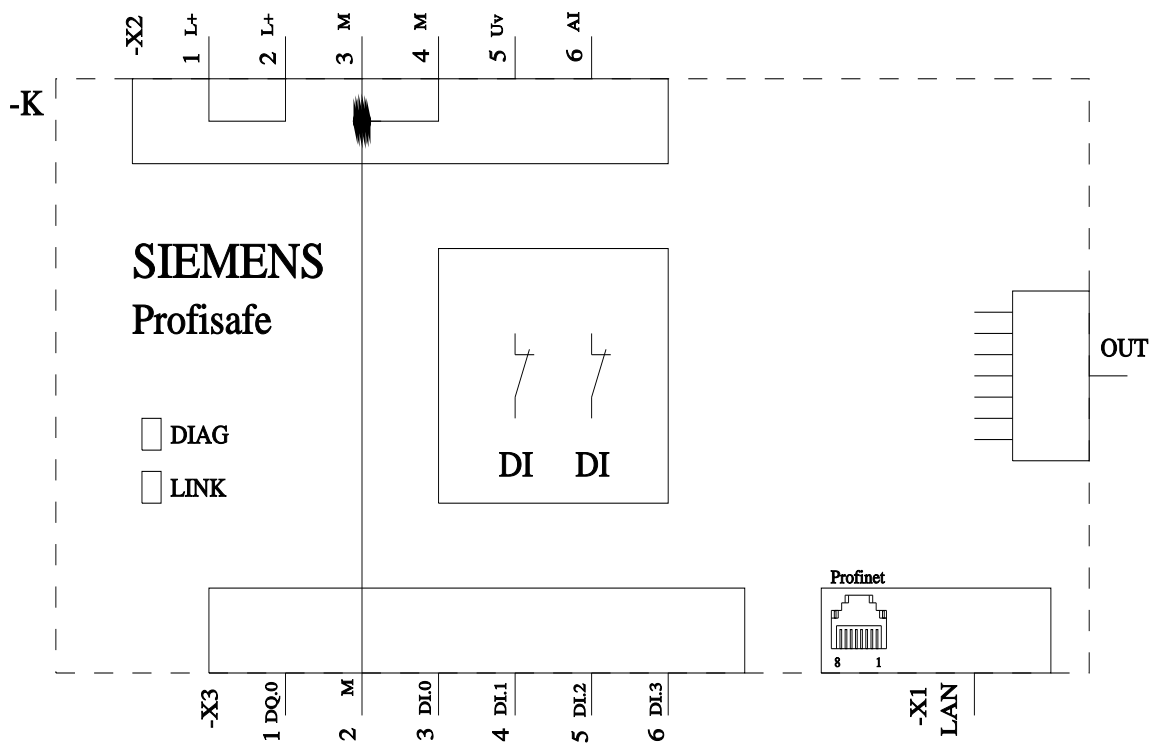 -X2
1 L+
2 L+
3 M
4 M
5 Uv
6 AI
-K
SIEMENS
Profisafe
OUT
DI DI
DIAG
LINK
Profinet
8 1
-X3
1 DQ.0
2 M
3 DI.0
4 DI.1
5 DI.2
6 DI.3
-X1
LAN